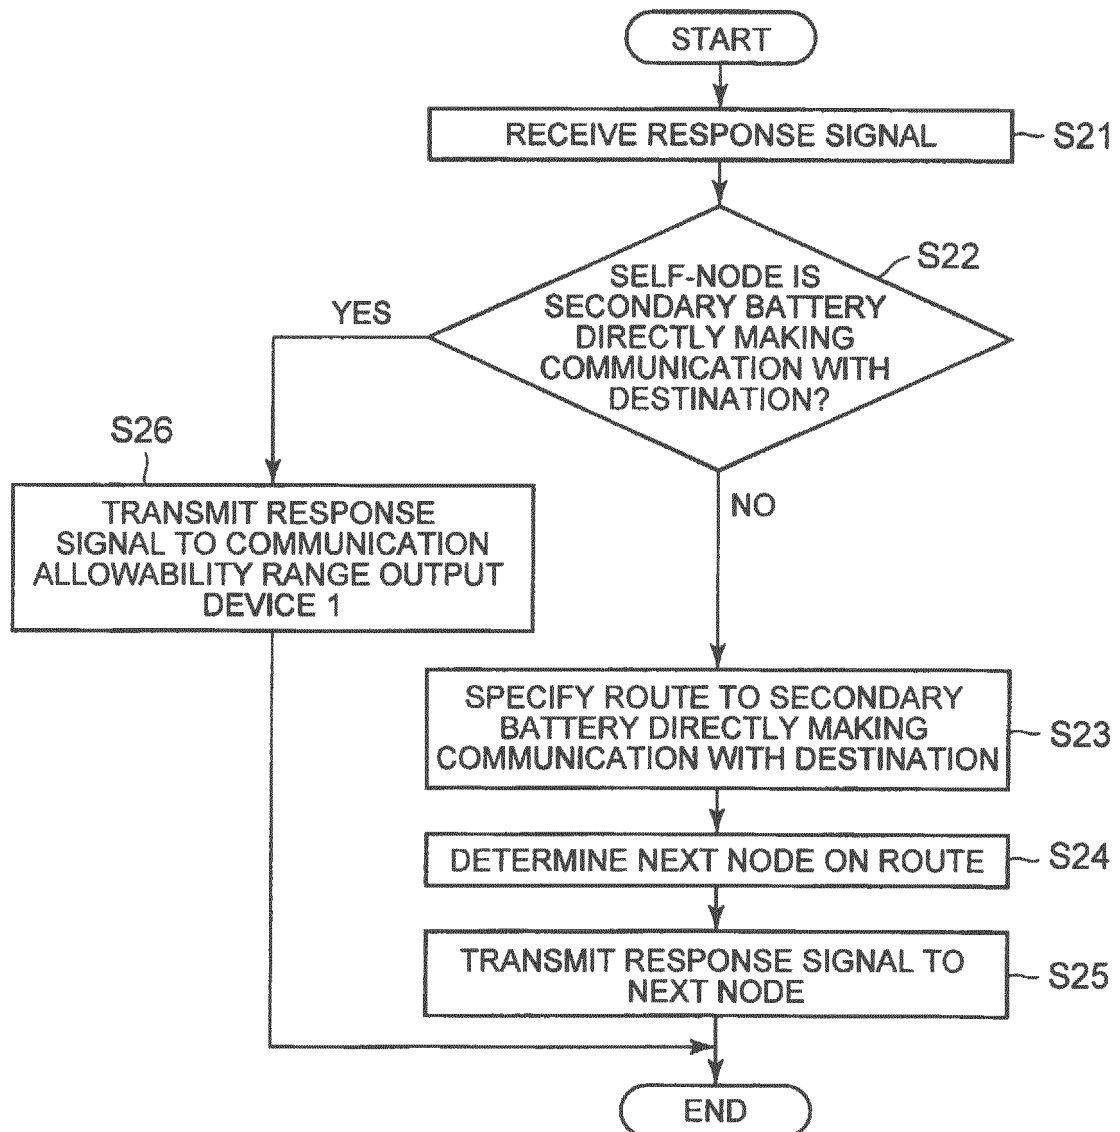 START
RECEIVE RESPONSE SIGNAL
S21
S22
SELF-NODE IS
SECONDARY BATTERY
DIRECTLY MAKING
COMMUNICATION WITH
DESTINATION?
YES
NO
S26
TRANSMIT RESPONSE
SIGNAL TO COMMUNICATION
ALLOWABILITY RANGE OUTPUT
DEVICE 1
SPECIFY ROUTE TO SECONDARY
BATTERY DIRECTLY MAKING
COMMUNICATION WITH DESTINATION
S23
DETERMINE NEXT NODE ON ROUTE
S24
TRANSMIT RESPONSE SIGNAL TO
NEXT NODE
S25
END